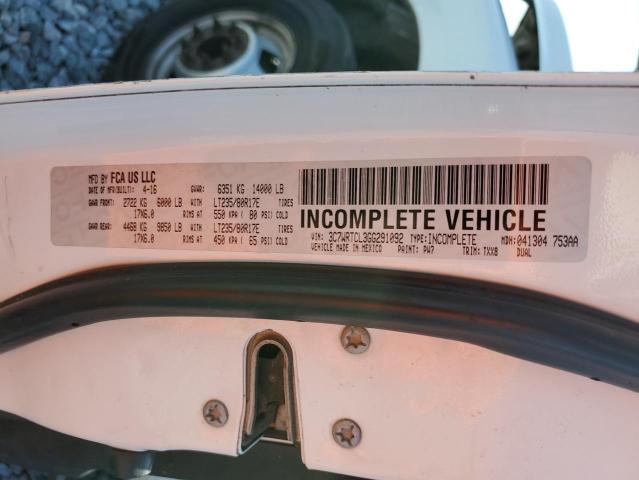 MFD BY FCA US LLC
DATE OF MFR(BUILT): 4-16 GVWR: 6351 KG 14000 LB
GAWR FRONT: 2722 KG 6000 LB WITH LT235/80R17E TIRES
17X6.0 RIMS AT 550 KPA ( 80 PSI) COLD
GAWR REAR: 4468 KG 9850 LB WITH LT235/80R17E TIRES
17X6.0 RIMS AT 450 KPA ( 65 PSI) COLD
INCOMPLETE VEHICLE
VIN: 3C7WRTCL3GG291092 TYPE: INCOMPLETE MDH: 041304 753AA
VEHICLE MADE IN MEXICO PAINT: PW7 TRIM: TXX8 DUAL